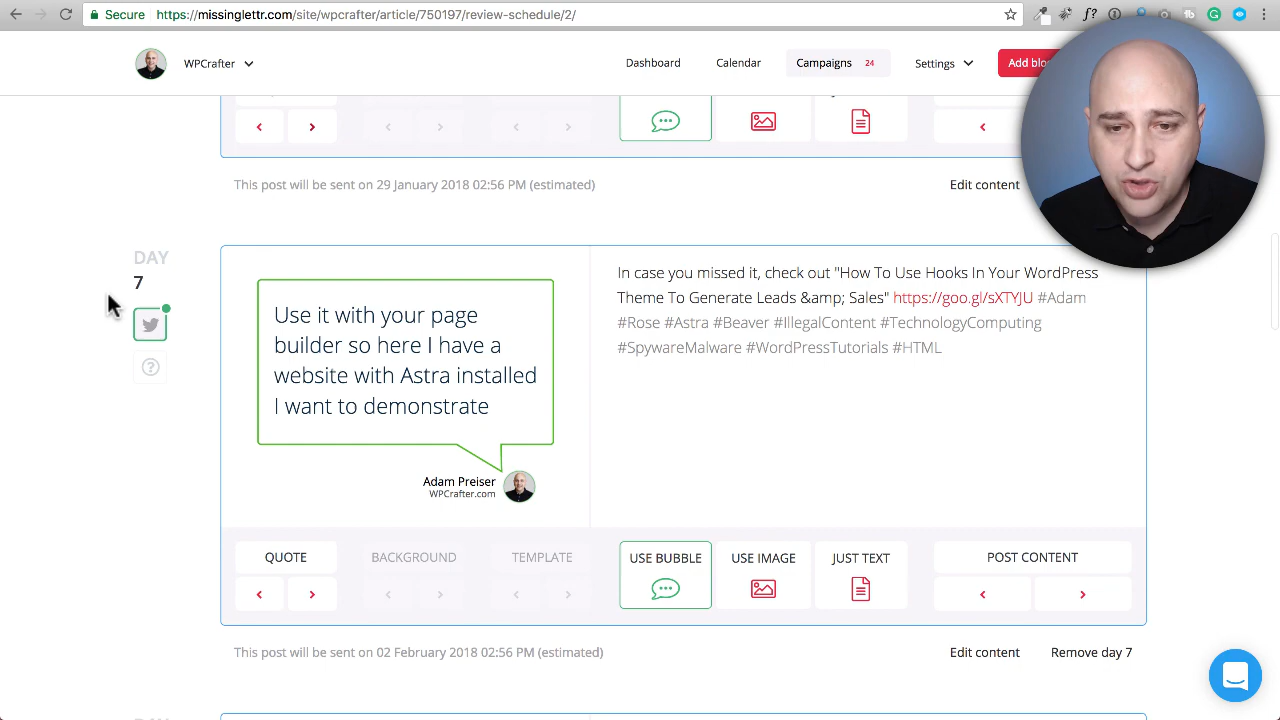 Secure https://missinglettr.com/site/wpcrafter/article/750197/review-schedule/2/
WPCrafter
Dashboard
Calendar
Campaigns 24
Settings
Add blo
This post will be sent on 29 January 2018 02:56 PM (estimated)
Edit content
DAY
7
Use it with your page
builder so here I have a
website with Astra installed
I want to demonstrate
Adam Preiser
WPCrafter.com
In case you missed it, check out "How To Use Hooks In Your WordPress
Theme To Generate Leads &amp; Sales" https://goo.gl/sXTYJU #Adam
#Rose #Astra #Beaver #IllegalContent #TechnologyComputing
#SpywareMalware #WordPressTutorials #HTML
QUOTE
BACKGROUND
TEMPLATE
USE BUBBLE
USE IMAGE
JUST TEXT
POST CONTENT
This post will be sent on 02 February 2018 02:56 PM (estimated)
Edit content
Remove day 7